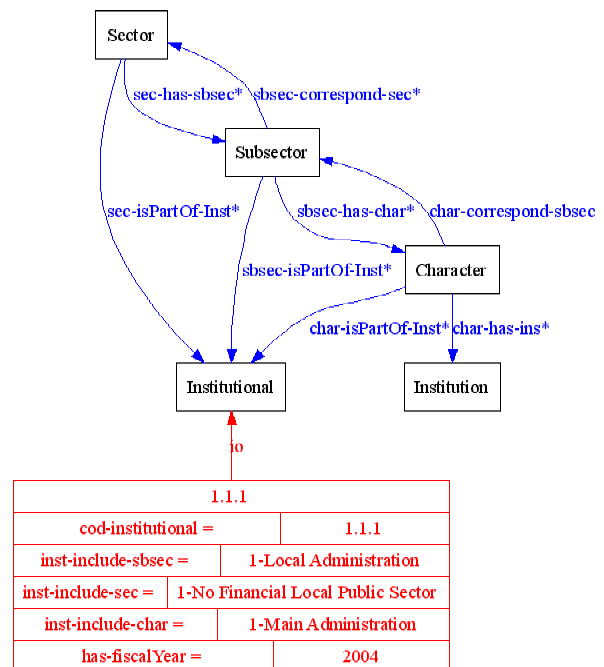 Sector
sec-has-sbsec* sbsec-correspond-sec*
Subsector
sec-isPartOf-Inst* sbsec-has-char* char-correspond-sbsec
sbsec-isPartOf-Inst* Character
char-isPartOf-Inst* char-has-ins*
Institutional Institution
io
1.1.1
cod-institutional = 1.1.1
inst-include-sbsec = 1-Local Administration
inst-include-sec = 1-No Financial Local Public Sector
inst-include-char = 1-Main Administration
has-fiscalYear = 2004